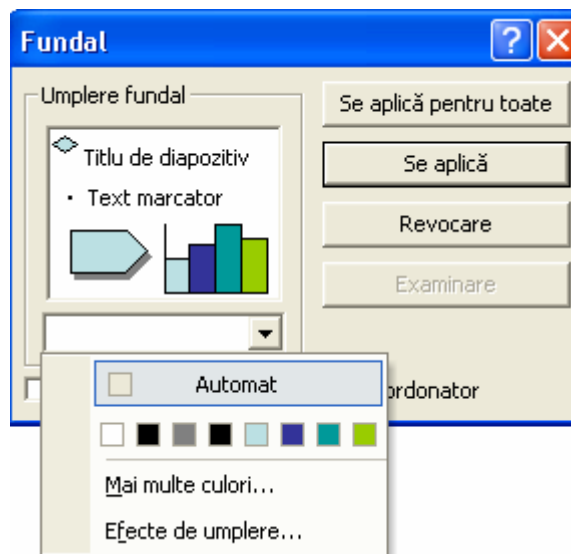 Fundal
Umplere fundal
Titlu de diapozitiv
• Text marcator
Se aplică pentru toate
Se aplică
Revocare
Examinare
Automat
Mai multe culori...
Efecte de umplere...